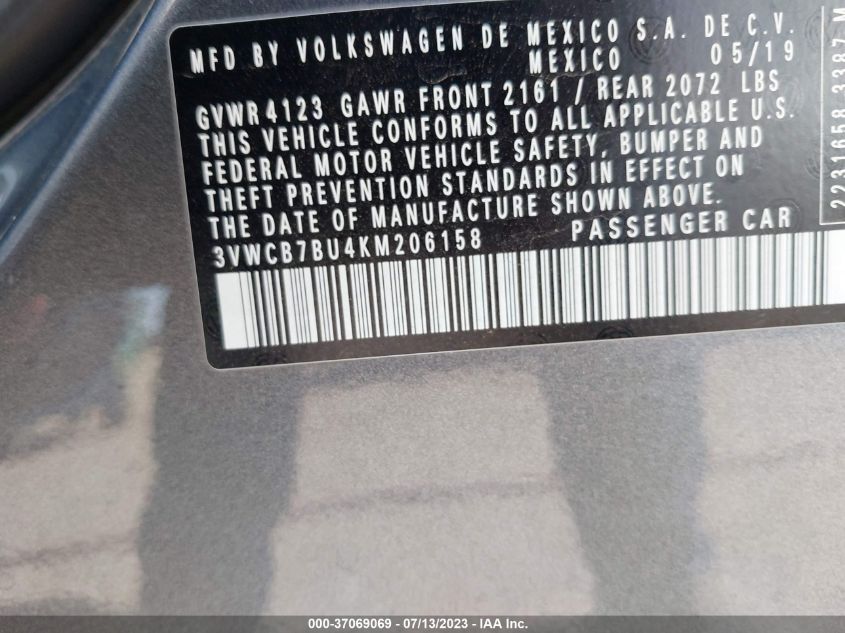 MFD BY VOLKSWAGEN DE MEXICO S.A. DE C.V.
MEXICO 05/19
GVWR 4123 GAWR FRONT 2161 / REAR 2072 LBS
THIS VEHICLE CONFORMS TO ALL APPLICABLE U.S.
FEDERAL MOTOR VEHICLE SAFETY, BUMPER AND
THEFT PREVENTION STANDARDS IN EFFECT ON
THE DATE OF MANUFACTURE SHOWN ABOVE.
3VWCB7BU4KM206158 PASSENGER CAR
2231658 3387 M
000-37069069 - 07/13/2023 - IAA Inc.